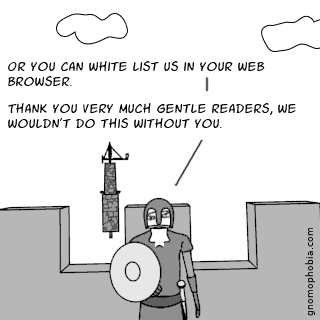 OR YOU CAN WHITE LIST US IN YOUR WEB
BROWSER.
THANK YOU VERY MUCH GENTLE READERS, WE
WOULDN'T DO THIS WITHOUT YOU.
gnomophobia.com